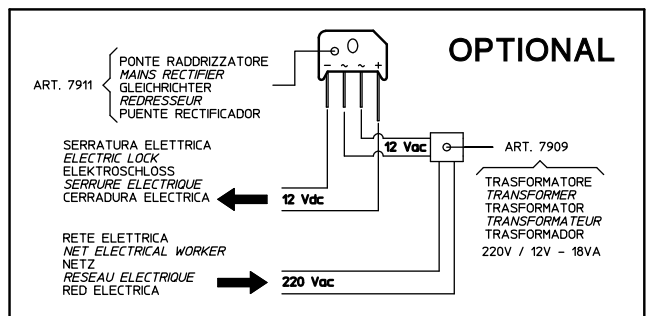 OPTIONAL
ART. 7911
PONTE RADDRIZZATORE
MAINS RECTIFIER
GLEICHRICHTER
REDRESSEUR
PUENTE RECTIFICADOR
− ~ ~ +
SERRATURA ELETTRICA
ELECTRIC LOCK
ELEKTROSCHLOSS
SERRURE ELECTRIQUE
CERRADURA ELECTRICA
12 Vdc
12 Vac
ART. 7909
TRASFORMATORE
TRANSFORMER
TRASFORMATOR
TRANSFORMATEUR
TRASFORMADOR
220V / 12V - 18VA
RETE ELETTRICA
NET ELECTRICAL WORKER
NETZ
RESEAU ELECTRIQUE
RED ELECTRICA
220 Vac